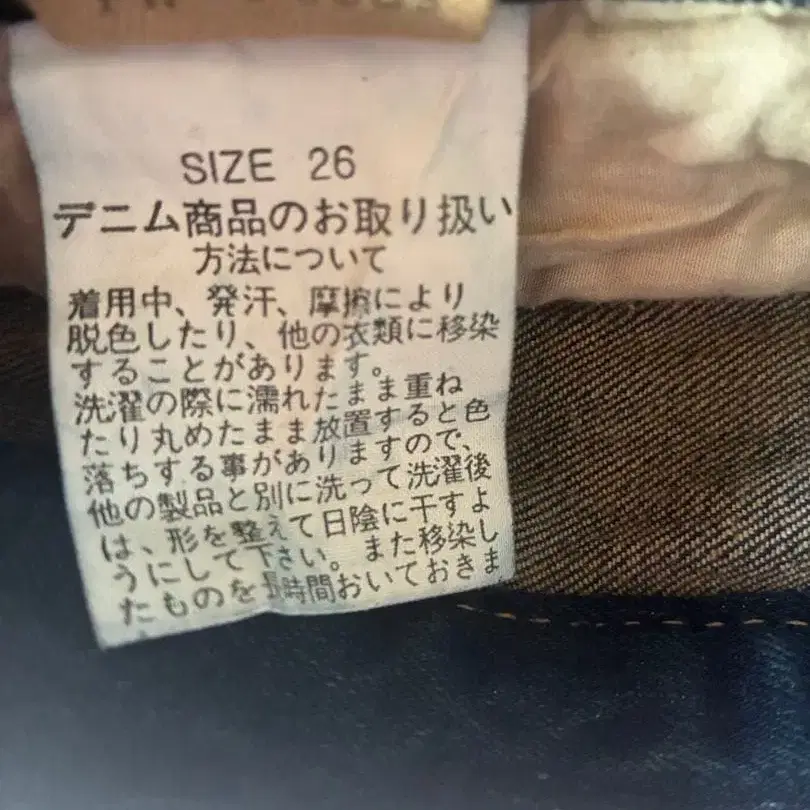 SIZE 26
デニム商品のお取り扱い
方法について
着用中、発汗、摩擦により
脱色したり、他の衣類に移染
することがあります。
洗濯の際に濡れたまま重ね
たり丸めたまま放置すると色
落ちする事がありますので、
他の製品と別に洗って洗濯後
は、形を整えて日陰に干すよ
うにして下さい。また移染し
たものを長時間おいておきま